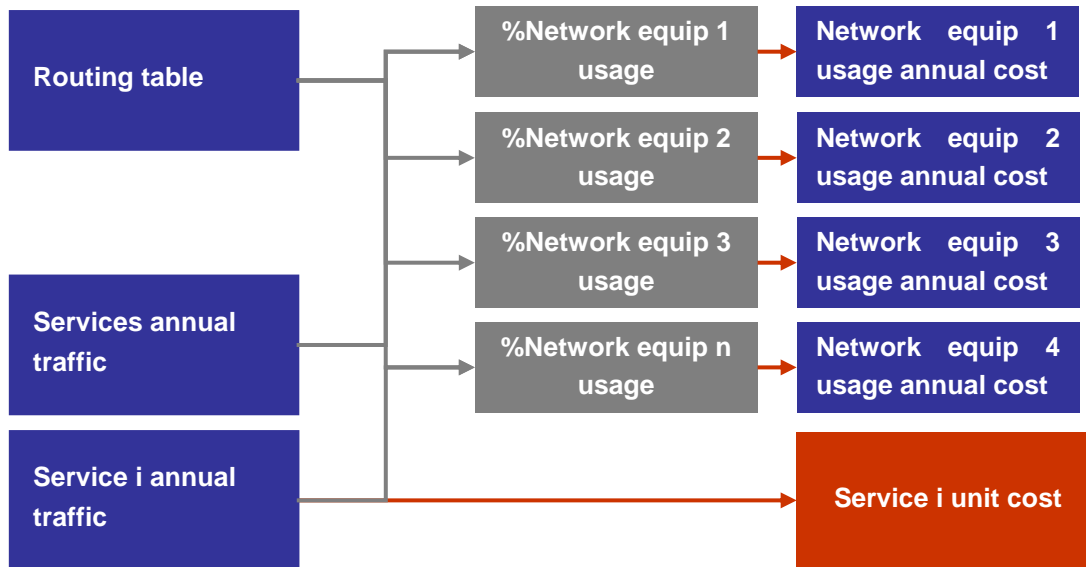 Routing table
%Network equip 1
usage
Network equip 1
usage annual cost
%Network equip 2
usage
Network equip 2
usage annual cost
%Network equip 3
usage
Network equip 3
usage annual cost
Services annual
traffic
%Network equip n
usage
Network equip 4
usage annual cost
Service i annual
traffic
Service i unit cost